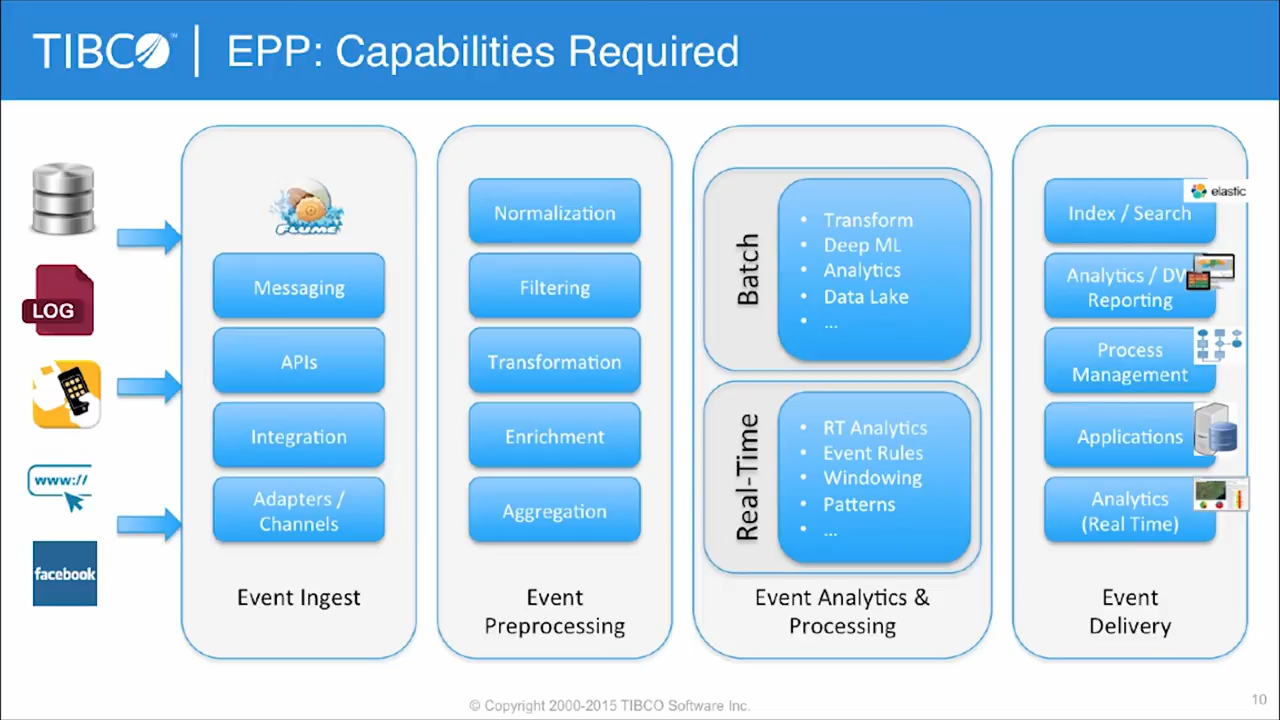 TIBCO™ | EPP: Capabilities Required
LOG
www://
facebook
FLUME
Messaging
APIs
Integration
Adapters /
Channels
Event Ingest
Normalization
Filtering
Transformation
Enrichment
Aggregation
Event
Preprocessing
Batch
• Transform
• Deep ML
• Analytics
• Data Lake
• ...
Real-Time
• RT Analytics
• Event Rules
• Windowing
• Patterns
• ...
Event Analytics &
Processing
elastic
Index / Search
Analytics / DV
Reporting
Process
Management
Applications
Analytics
(Real Time)
Event
Delivery
© Copyright 2000-2015 TIBCO Software Inc.
10